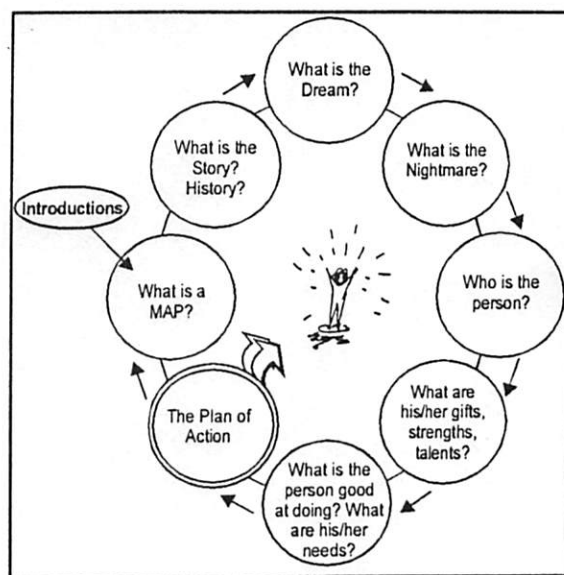 Introductions
What is a
MAP?
What is the
Story?
History?
What is the
Dream?
What is the
Nightmare?
Who is the
person?
What are
his/her gifts,
strengths,
talents?
What is the
person good
at doing? What
are his/her
needs?
The Plan of
Action